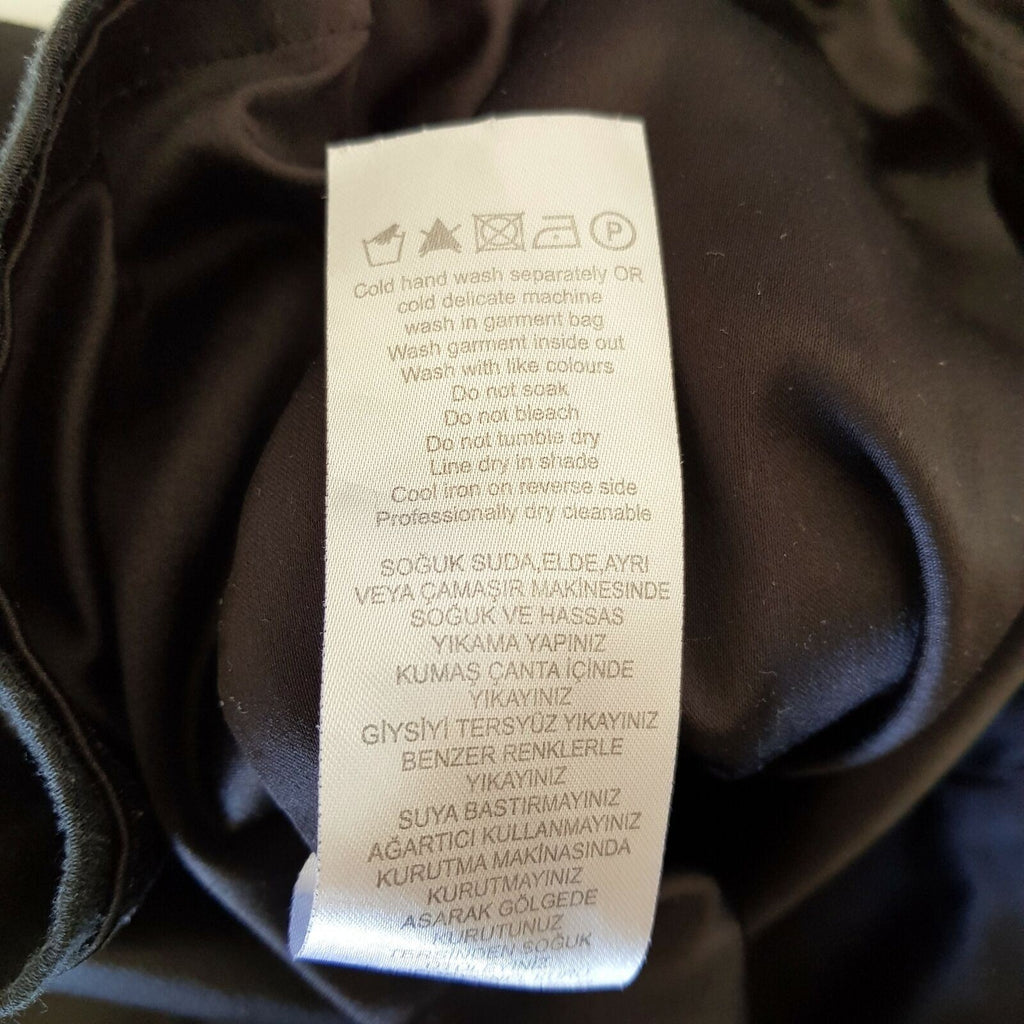 P
Cold hand wash separately OR
cold delicate machine
wash in garment bag
Wash garment inside out
Wash with like colours
Do not soak
Do not bleach
Do not tumble dry
Line dry in shade
Cool iron on reverse side
Professionally dry cleanable
SOĞUK SUDA,ELDE,AYRI
VEYA ÇAMAŞIR MAKİNESINDE
SOĞUK VE HASSAS
YIKAMA YAPINIZ
KUMAŞ ÇANTA İÇİNDE
YIKAYINIZ
GİYSİYİ TERSYÜZ YIKAYINIZ
BENZER RENKLERLE
YIKAYINIZ
SUYA BASTIRMAYINIZ
AĞARTICI KULLANMAYINIZ
KURUTMA MAKİNASINDA
KURUTMAYINIZ
ASARAK GÖLGEDE
KURUTUNUZ
TERSİNDEN SOĞUK